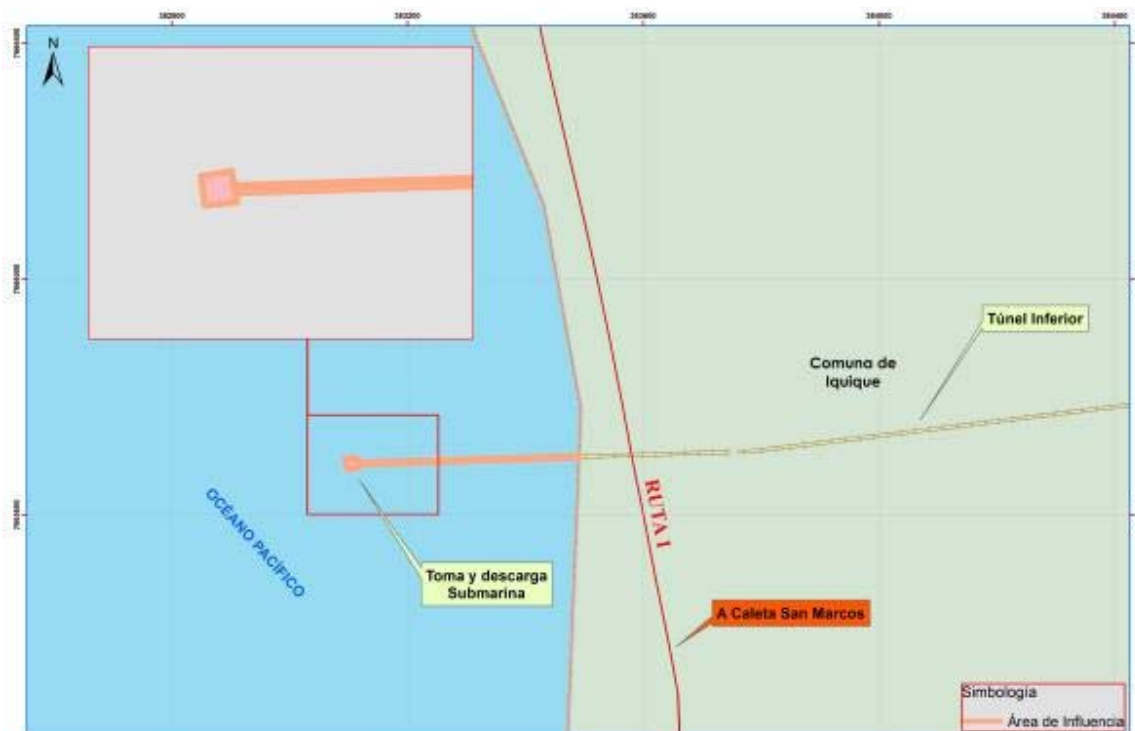 N
Túnel Inferior
Comuna de
Iquique
RUTA 1
OCÉANO PACÍFICO
Toma y descarga
Submarina
A Caleta San Marcos
Simbología
Área de Influencia